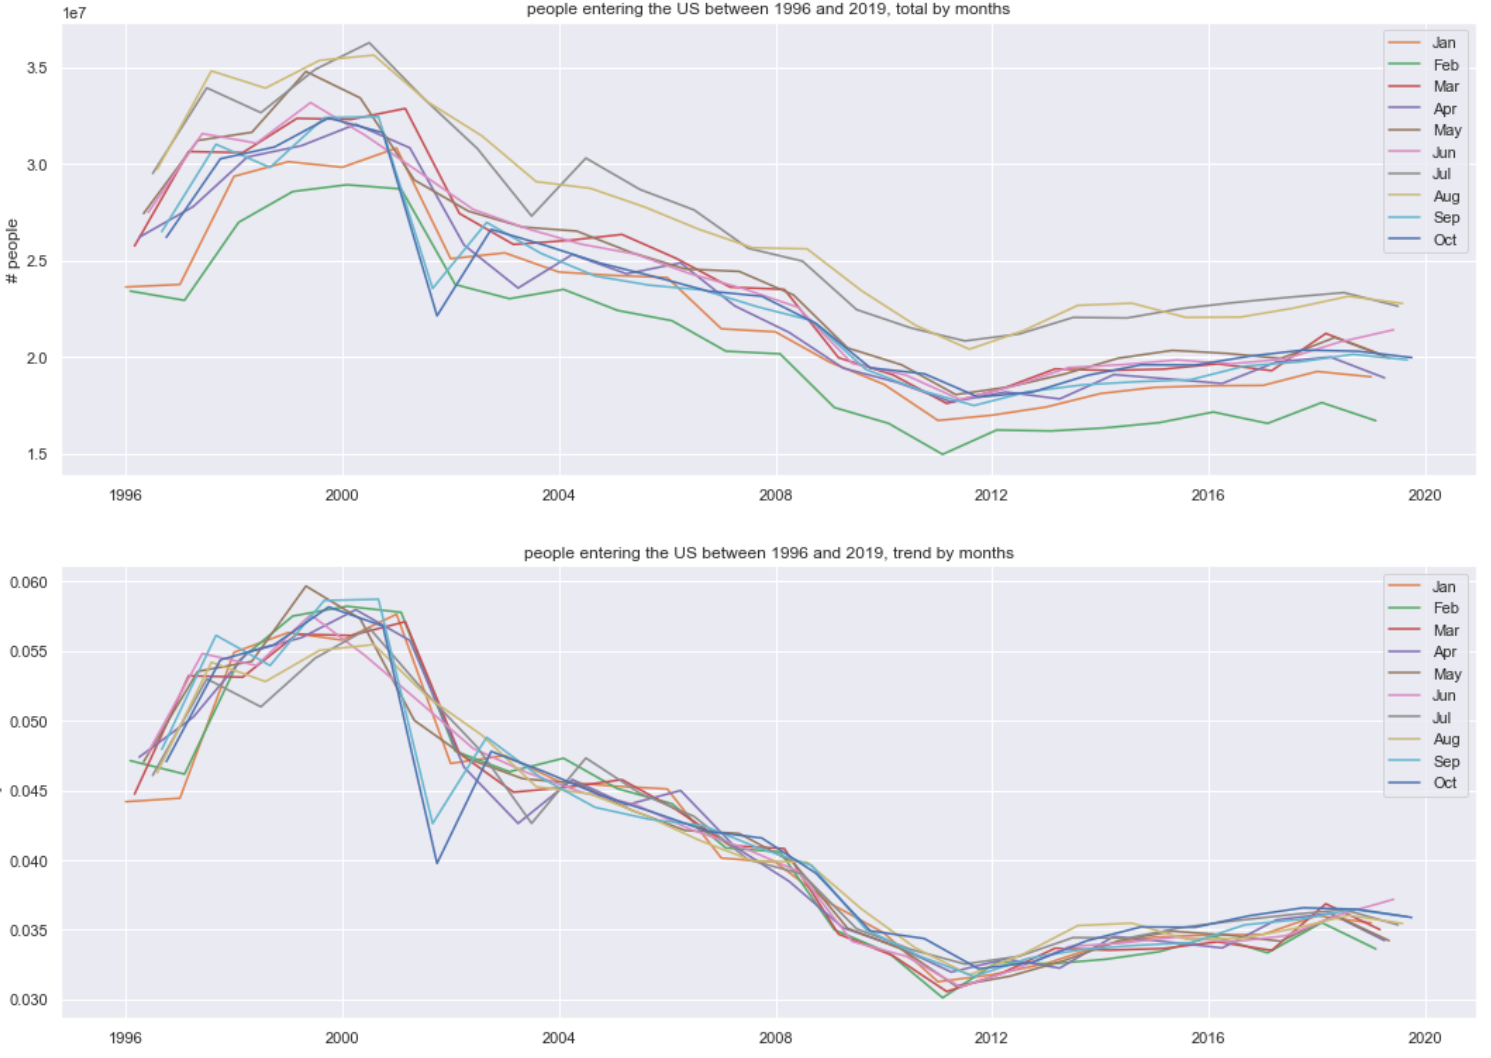 people entering the US between 1996 and 2019, total by months
1e7
3.5
3.0
2.5
2.0
1.5
# people
1996 2000 2004 2008 2012 2016 2020
Jan
Feb
Mar
Apr
May
Jun
Jul
Aug
Sep
Oct
people entering the US between 1996 and 2019, trend by months
0.060
0.055
0.050
0.045
0.040
0.035
0.030
1996 2000 2004 2008 2012 2016 2020
Jan
Feb
Mar
Apr
May
Jun
Jul
Aug
Sep
Oct